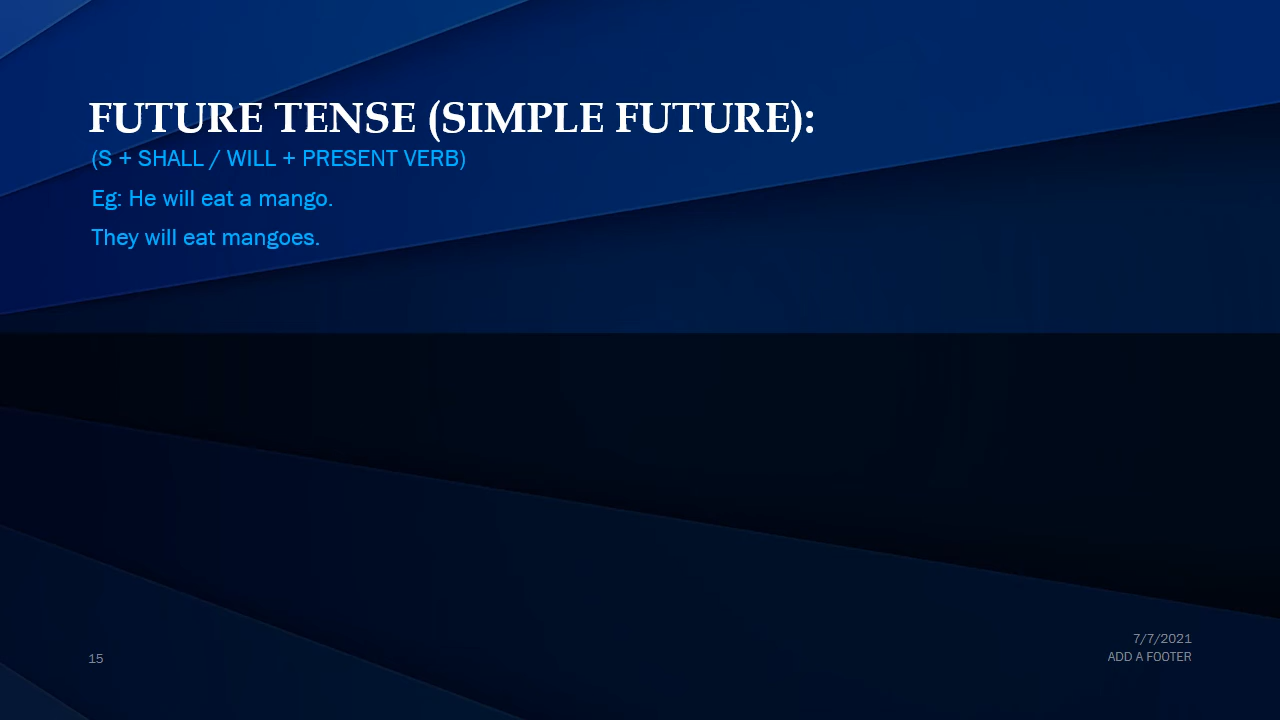 FUTURE TENSE (SIMPLE FUTURE):
(S + SHALL / WILL + PRESENT VERB)
Eg: He will eat a mango.
They will eat mangoes.
7/7/2021
15
ADD A FOOTER